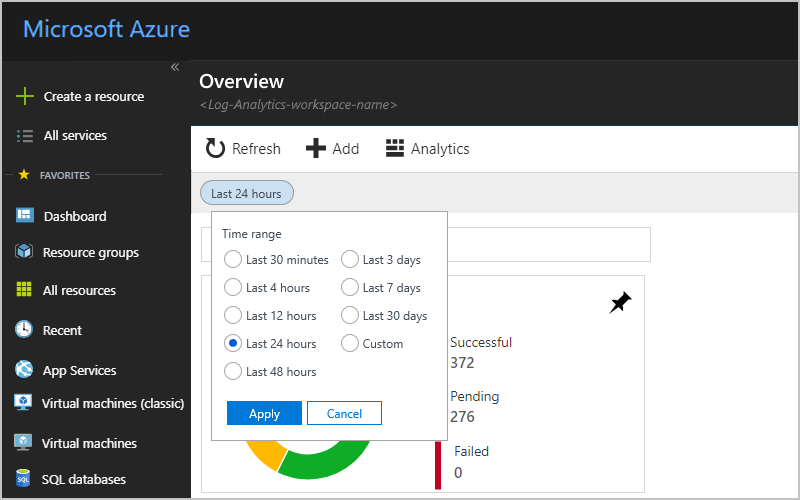 Microsoft Azure
«
Overview
<Log-Analytics-workspace-name>
Create a resource
All services
FAVORITES
Dashboard
Resource groups
All resources
Recent
App Services
Virtual machines (classic)
Virtual machines
SQL databases
Refresh
Add
Analytics
Last 24 hours
Time range
Last 30 minutes
Last 3 days
Last 4 hours
Last 7 days
Last 12 hours
Last 30 days
Last 24 hours
Custom
Last 48 hours
Apply
Cancel
Successful
372
Pending
276
Failed
0